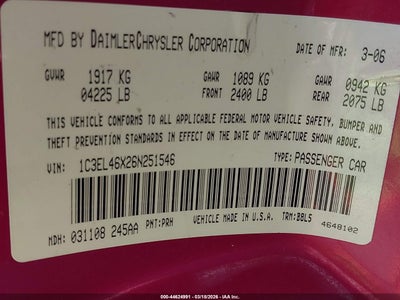 MFD BY DAIMLERCHRYSLER CORPORATION DATE OF MFR: 3-06
GVWR 1917 KG GAWR 1089 KG GAWR 0942 KG
04225 LB FRONT 2400 LB REAR 2075 LB
THIS VEHICLE CONFORMS TO ALL APPLICABLE FEDERAL MOTOR VEHICLE SAFETY, BUMPER AND
THEFT PREVENTION STANDARDS IN EFFECT ON THE DATE OF MANUFACTURE SHOWN ABOVE.
VIN: 1C3EL46X26N251546 TYPE: PASSENGER CAR
VEHICLE MADE IN U.S.A. 4648102
MDH: 031108 245AA PNT: PRH TRM: BBL5
000-44624991 | 03/18/2026 - IAA